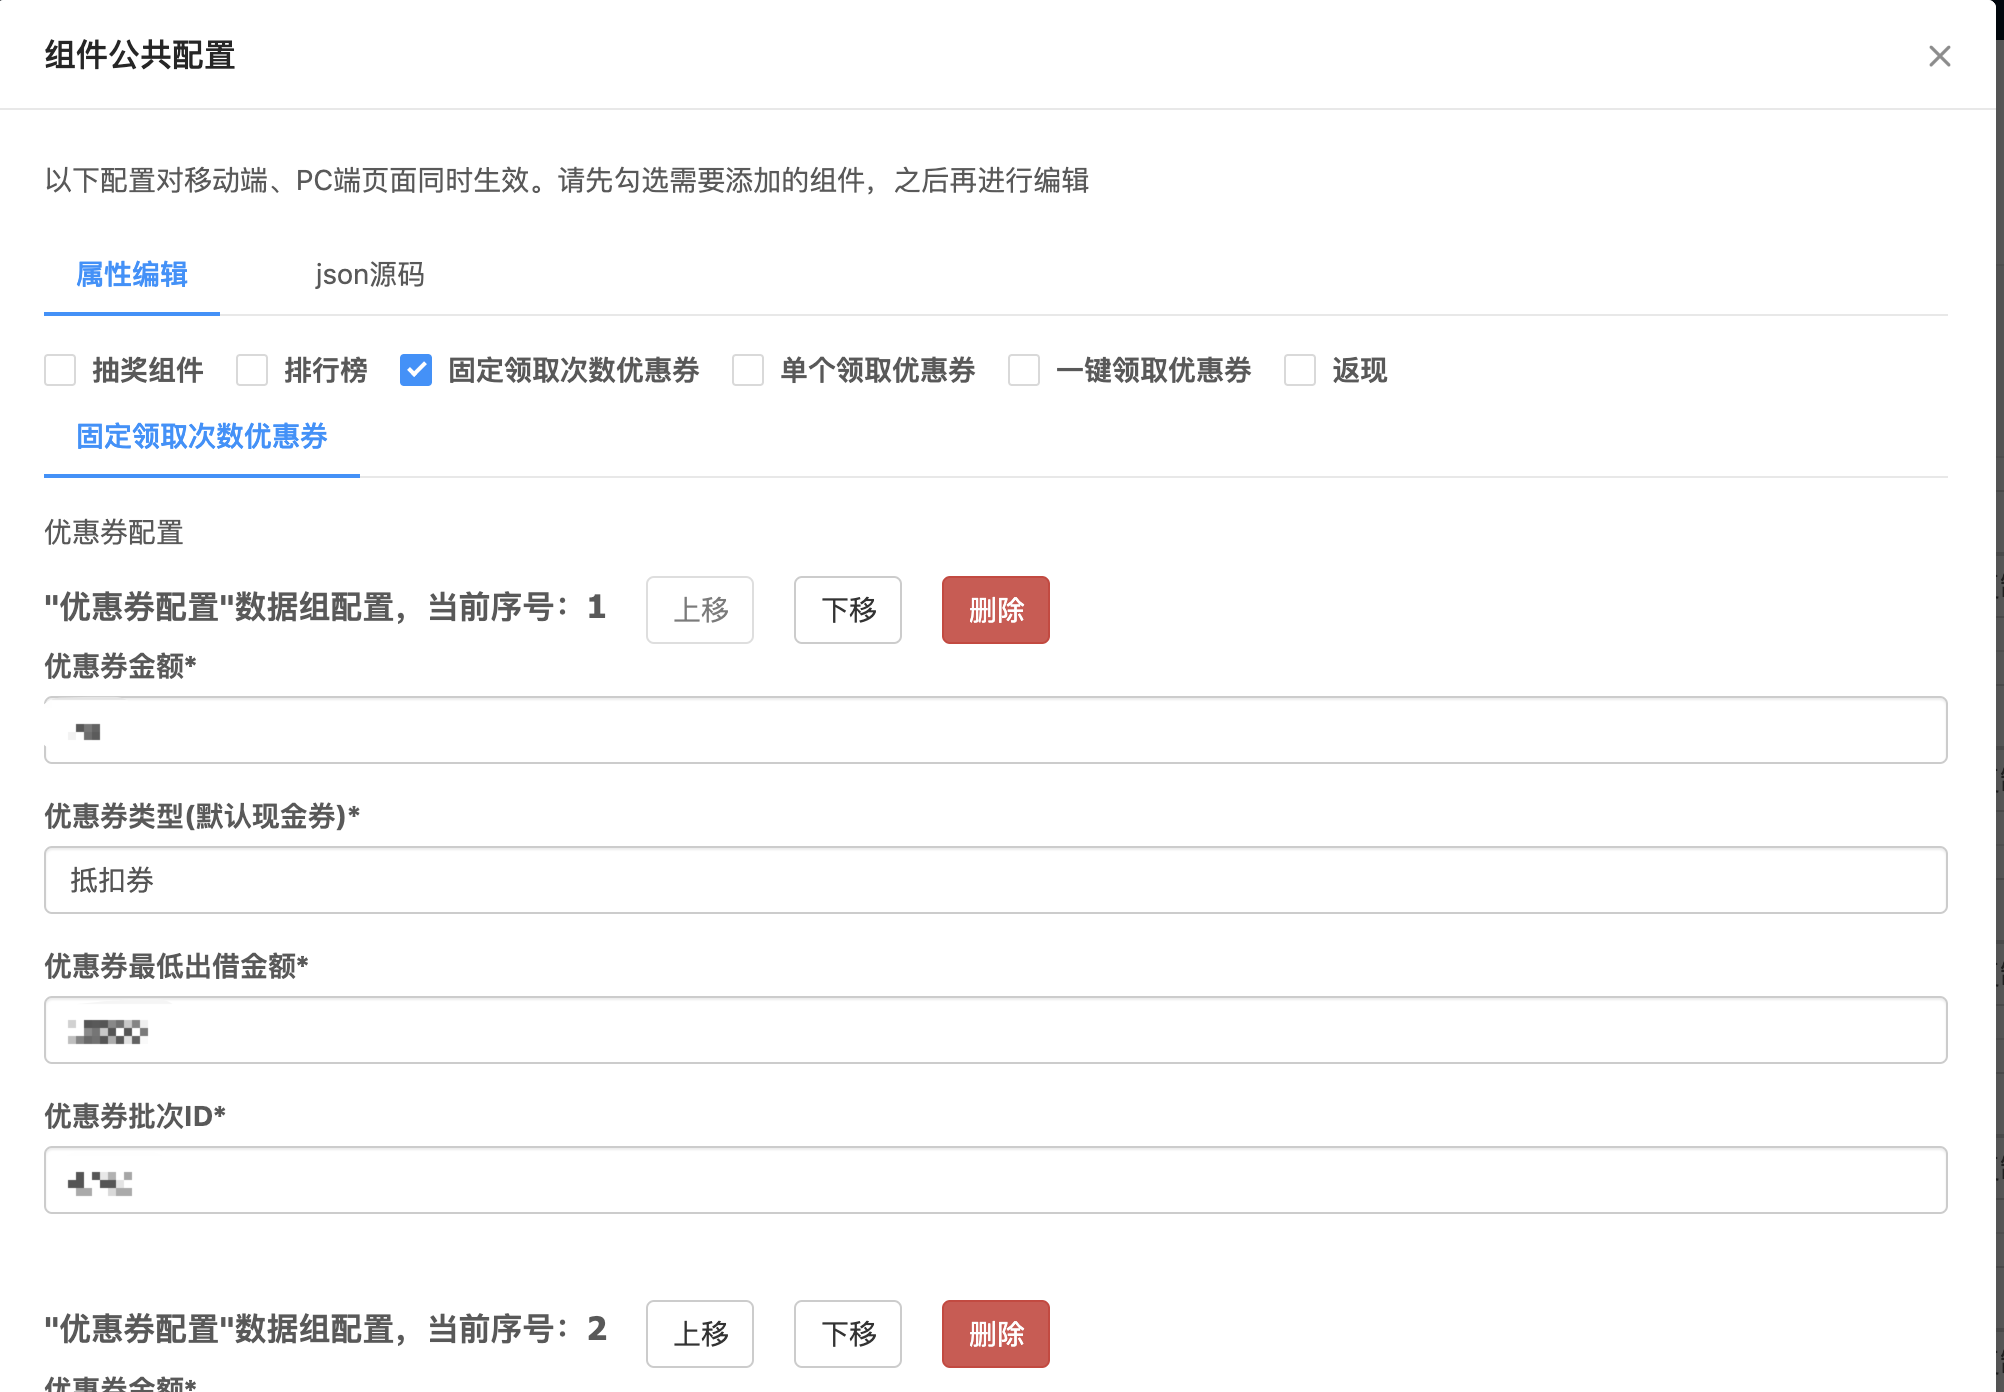 组件公共配置
以下配置对移动端、PC端页面同时生效。请先勾选需要添加的组件，之后再进行编辑
属性编辑 json源码
抽奖组件 排行榜 固定领取次数优惠券 单个领取优惠券 一键领取优惠券 返现
固定领取次数优惠券
优惠券配置
"优惠券配置"数据组配置，当前序号：1 上移 下移 删除
优惠券金额*
优惠券类型(默认现金券)*
抵扣券
优惠券最低出借金额*
优惠券批次ID*
"优惠券配置"数据组配置，当前序号：2 上移 下移 删除
优惠券金额*